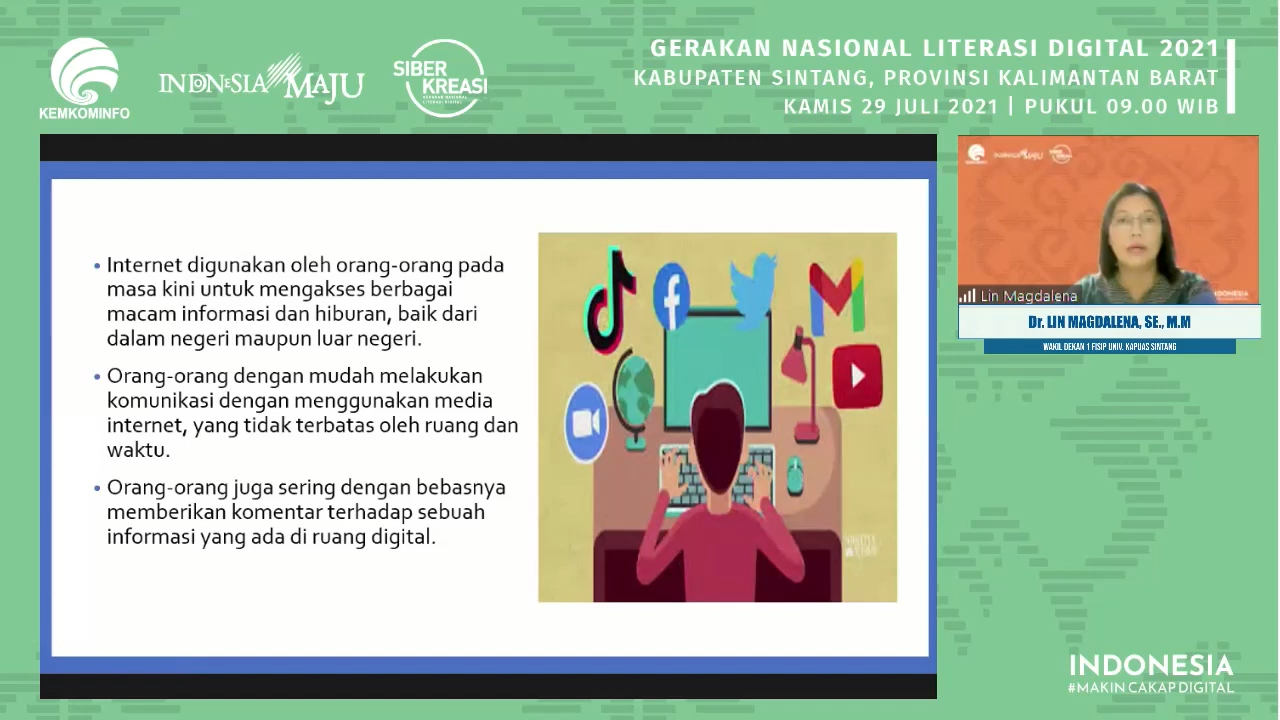 KEMKOMINFO
INDONESIA MAJU
SIBER
KREASI
GERAKAN NASIONAL LITERASI DIGITAL 2021
KABUPATEN SINTANG, PROVINSI KALIMANTAN BARAT
KAMIS 29 JULI 2021 | PUKUL 09.00 WIB
• Internet digunakan oleh orang-orang pada
masa kini untuk mengakses berbagai
macam informasi dan hiburan, baik dari
dalam negeri maupun luar negeri.
• Orang-orang dengan mudah melakukan
komunikasi dengan menggunakan media
internet, yang tidak terbatas oleh ruang dan
waktu.
• Orang-orang juga sering dengan bebasnya
memberikan komentar terhadap sebuah
informasi yang ada di ruang digital.
Lin Magdalena
Dr. LIN MAGDALENA, SE., M.M
WAKIL DEKAN 1 FISIP UNIV. KAPUAS SINTANG
INDONESIA
#MAKIN CAKAP DIGITAL